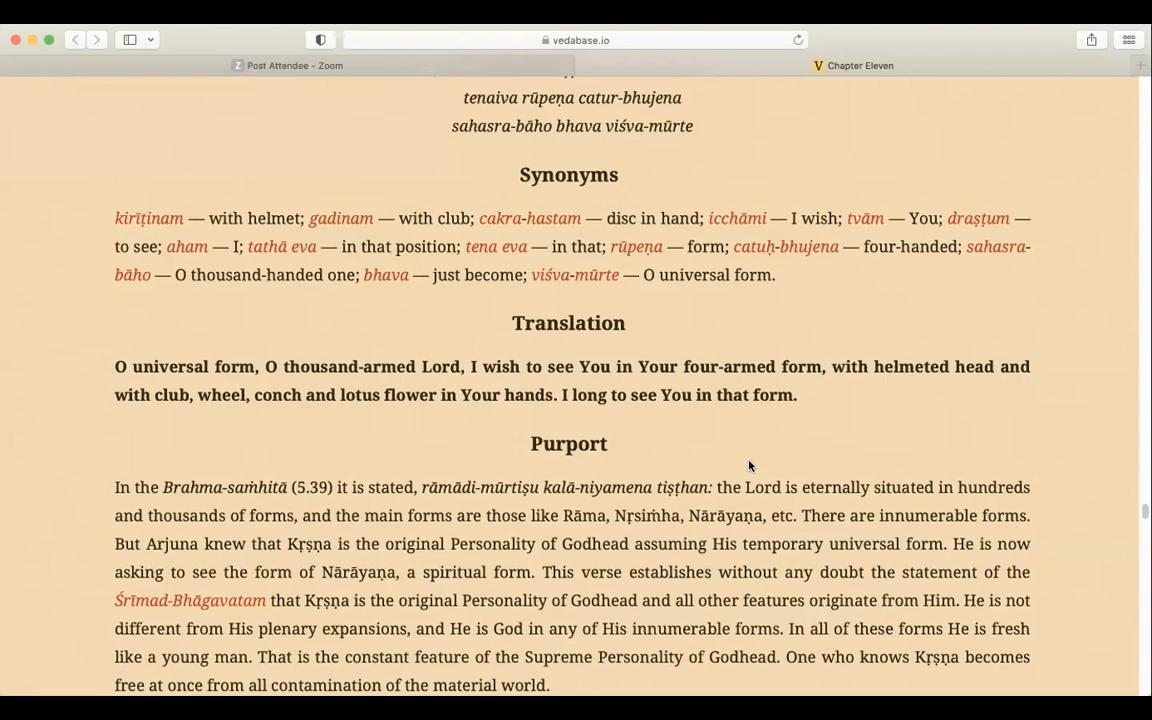 vedabase.io
Post Attendee - Zoom
V Chapter Eleven
tenaiva rūpeṇa catur-bhujena
sahasra-bāho bhava viśva-mūrte
Synonyms
kirīṭinam — with helmet; gadinam — with club; cakra-hastam — disc in hand; icchāmi — I wish; tvām — You; draṣṭum —
to see; aham — I; tathā eva — in that position; tena eva — in that; rūpeṇa — form; catuḥ-bhujena — four-handed; sahasra-
bāho — O thousand-handed one; bhava — just become; viśva-mūrte — O universal form.
Translation
O universal form, O thousand-armed Lord, I wish to see You in Your four-armed form, with helmeted head and
with club, wheel, conch and lotus flower in Your hands. I long to see You in that form.
Purport
In the Brahma-saṁhitā (5.39) it is stated, rāmādi-mūrtiṣu kalā-niyamena tiṣṭhan: the Lord is eternally situated in hundreds
and thousands of forms, and the main forms are those like Rāma, Nṛsiṁha, Nārāyaṇa, etc. There are innumerable forms.
But Arjuna knew that Kṛṣṇa is the original Personality of Godhead assuming His temporary universal form. He is now
asking to see the form of Nārāyaṇa, a spiritual form. This verse establishes without any doubt the statement of the
Śrīmad-Bhāgavatam that Kṛṣṇa is the original Personality of Godhead and all other features originate from Him. He is not
different from His plenary expansions, and He is God in any of His innumerable forms. In all of these forms He is fresh
like a young man. That is the constant feature of the Supreme Personality of Godhead. One who knows Kṛṣṇa becomes
free at once from all contamination of the material world.